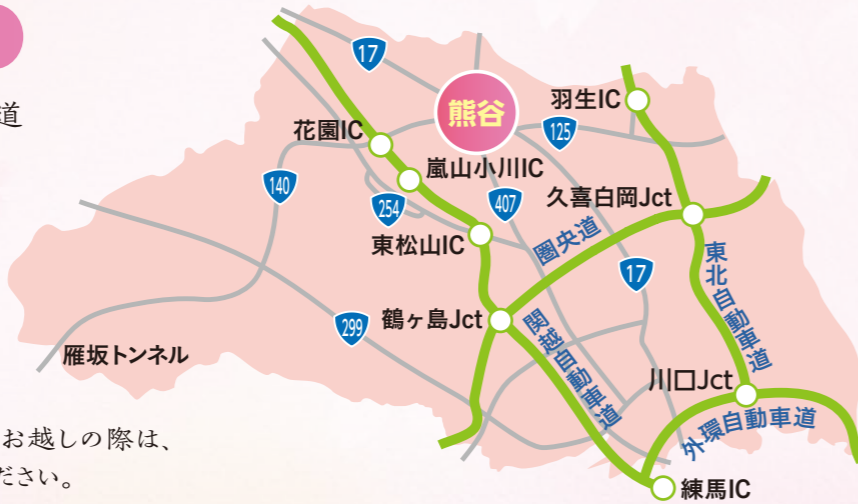 17
熊谷
羽生IC
道
花園IC
125
嵐山小川IC
140
254
407
久喜白岡Jct
東松山IC
圏央道
東北自動車道
17
鶴ヶ島Jct
299
関越自動車道
雁坂トンネル
川口Jct
外環自動車道
お越しの際は、
ださい。
練馬IC